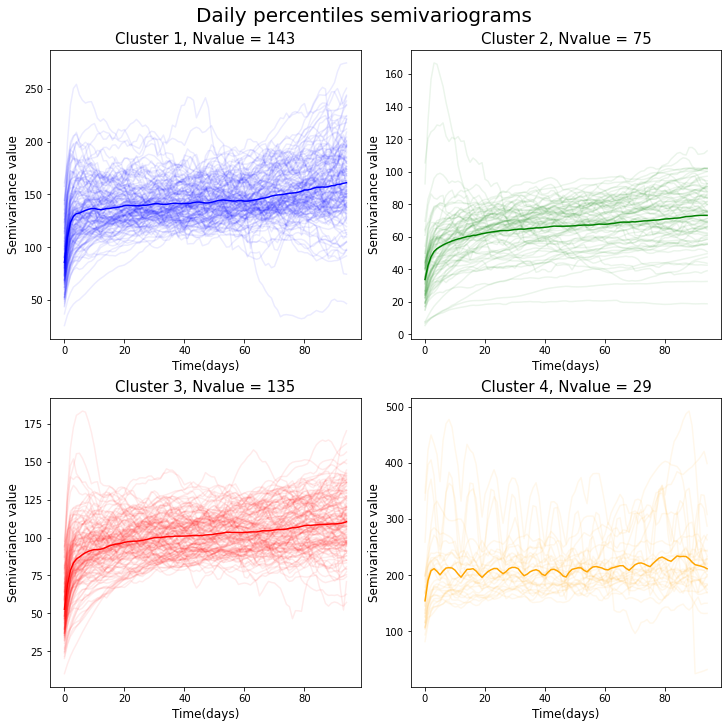 Daily percentiles semivariograms
Cluster 1, Nvalue = 143
Semivariance value
250
200
150
100
50
0 20 40 60 80
Time(days)
Cluster 2, Nvalue = 75
Semivariance value
160
140
120
100
80
60
40
20
0
0 20 40 60 80
Time(days)
Cluster 3, Nvalue = 135
Semivariance value
175
150
125
100
75
50
25
0 20 40 60 80
Time(days)
Cluster 4, Nvalue = 29
Semivariance value
500
400
300
200
100
0 20 40 60 80
Time(days)